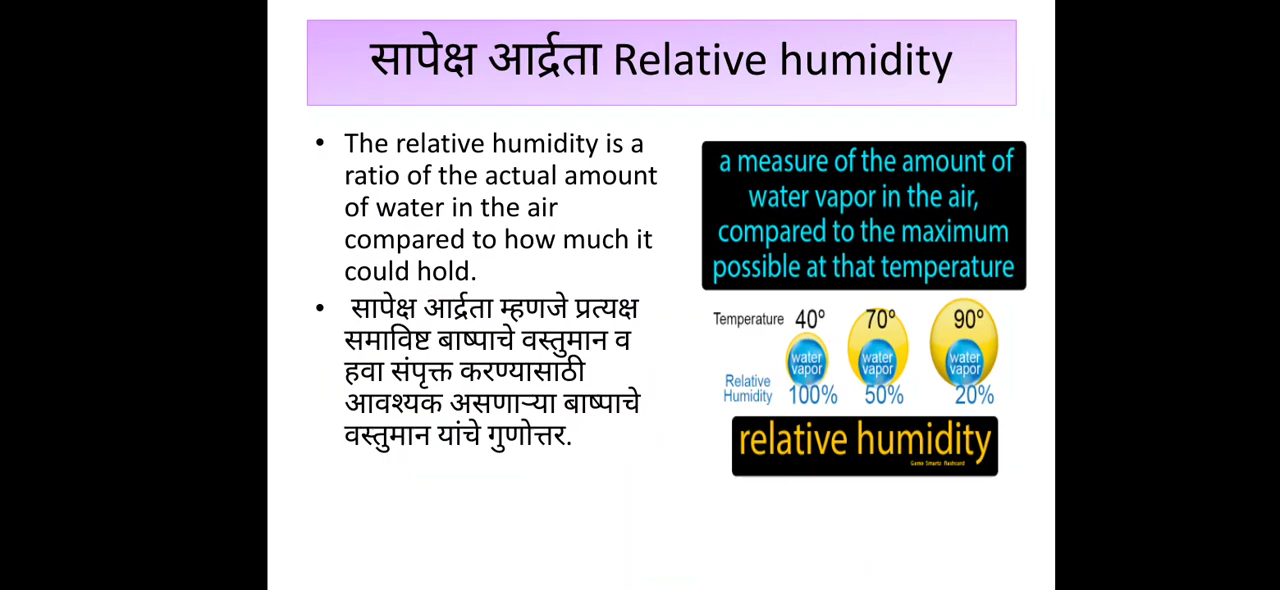 सापेक्ष आर्द्रता Relative humidity
• The relative humidity is a
ratio of the actual amount
of water in the air
compared to how much it
could hold.
• सापेक्ष आर्द्रता म्हणजे प्रत्यक्ष
समाविष्ट बाष्पाचे वस्तुमान व
हवा संपृक्त करण्यासाठी
आवश्यक असणाऱ्या बाष्पाचे
वस्तुमान यांचे गुणोत्तर.
a measure of the amount of
water vapor in the air,
compared to the maximum
possible at that temperature
Temperature 40° 70° 90°
water vapor water vapor water vapor
Relative
Humidity 100% 50% 20%
relative humidity
Game Smartz Flashcard